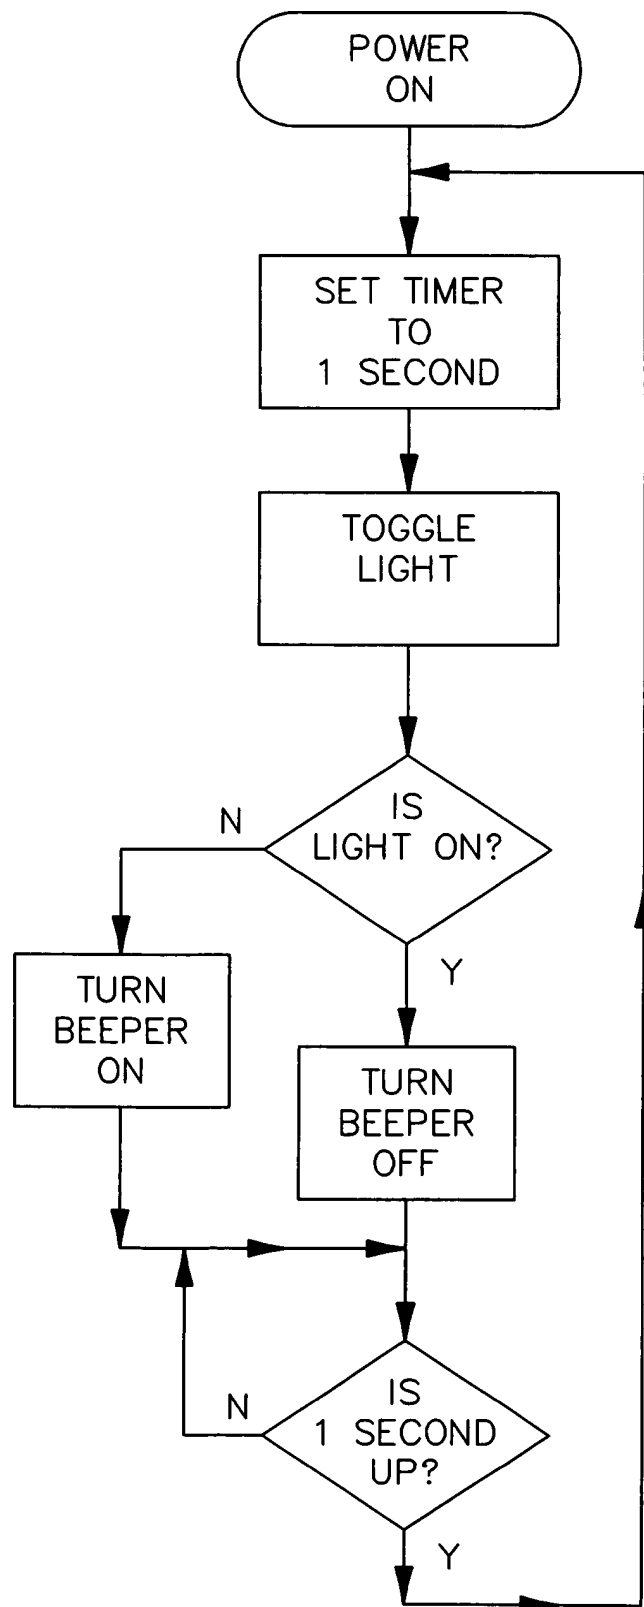 POWER
ON
SET TIMER
TO
1 SECOND
TOGGLE
LIGHT
IS
LIGHT ON?
N
Y
TURN
BEEPER
ON
TURN
BEEPER
OFF
IS
1 SECOND
UP?
N
Y